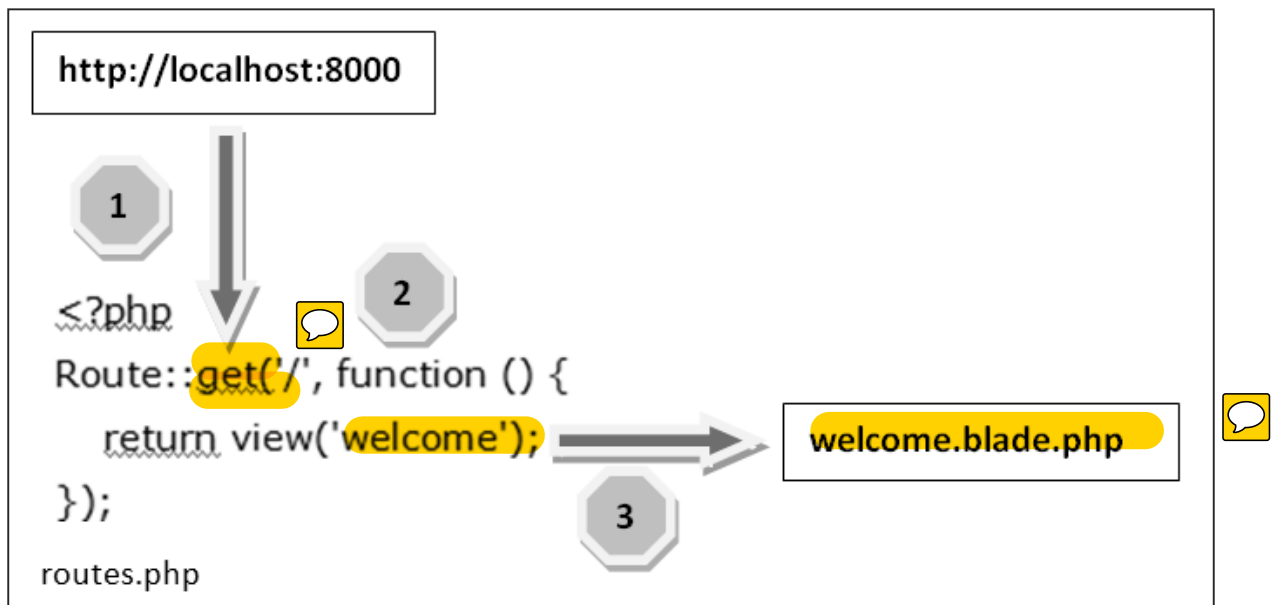 http://localhost:8000
1
2
<?php
Route::get('/', function () {
return view('welcome');
welcome.blade.php
3
});
routes.php